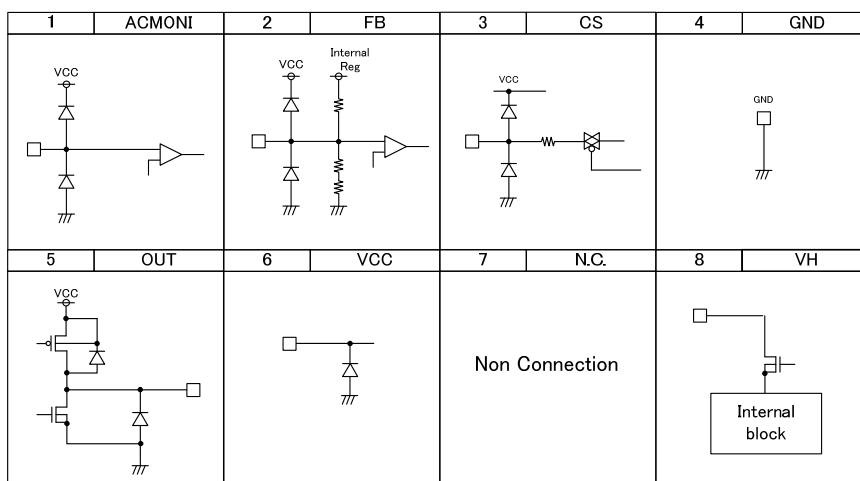 1 ACMONI 2 FB 3 CS 4 GND
VCC
VCC
Internal
Reg
VCC
GND
5 OUT 6 VCC 7 N.C. 8 VH
VCC
Non Connection
Internal
block